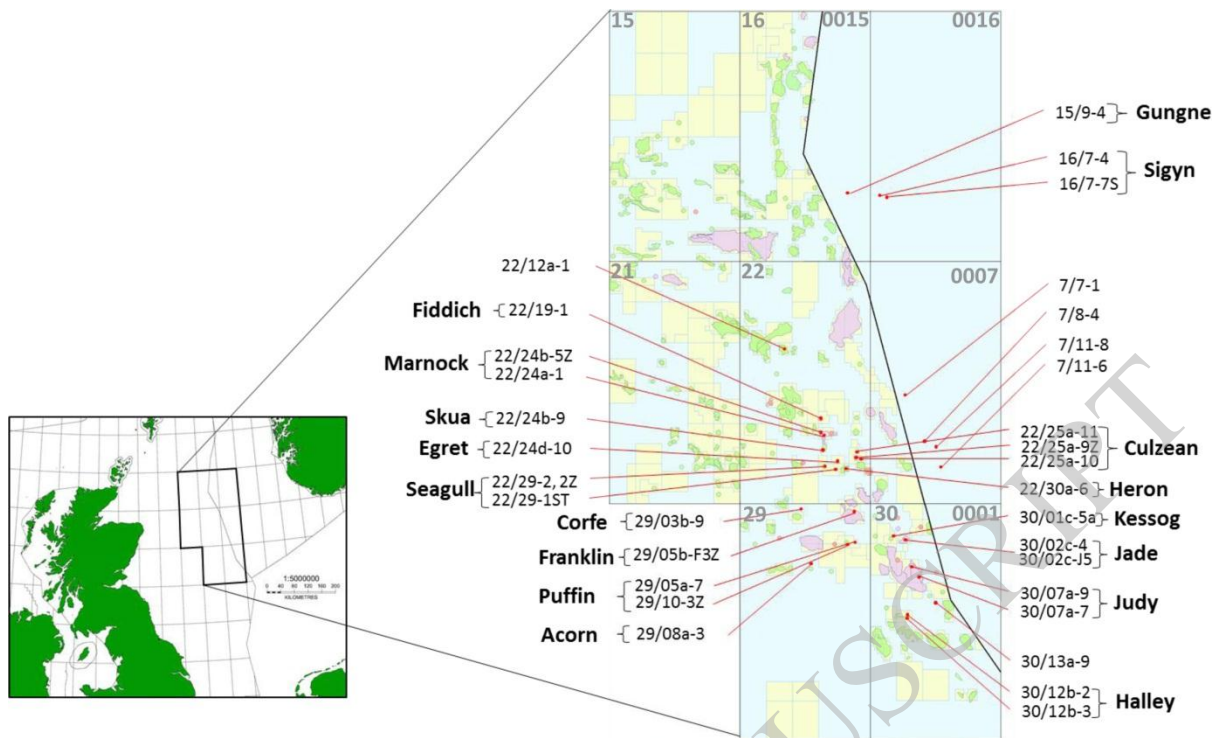 15
16
0015
0016
15/9-4
Gungne
16/7-4
16/7-7S
Sigyn
21
22
0007
22/12a-1
Fiddich
22/19-1
Marnock
22/24b-5Z
22/24a-1
Skua
22/24b-9
Egret
22/24d-10
Seagull
22/29-2, 2Z
22/29-1ST
7/7-1
7/8-4
7/11-8
7/11-6
22/25a-11
22/25a-9Z
22/25a-10
Culzean
22/30a-6
Heron
29
30
0001
Corfe
29/03b-9
Franklin
29/05b-F3Z
Puffin
29/05a-7
29/10-3Z
Acorn
29/08a-3
30/01c-5a
Kessog
30/02c-4
30/02c-J5
Jade
30/07a-9
30/07a-7
Judy
30/13a-9
30/12b-2
30/12b-3
Halley
1:5000000
KILOMETRES
USCRIPT